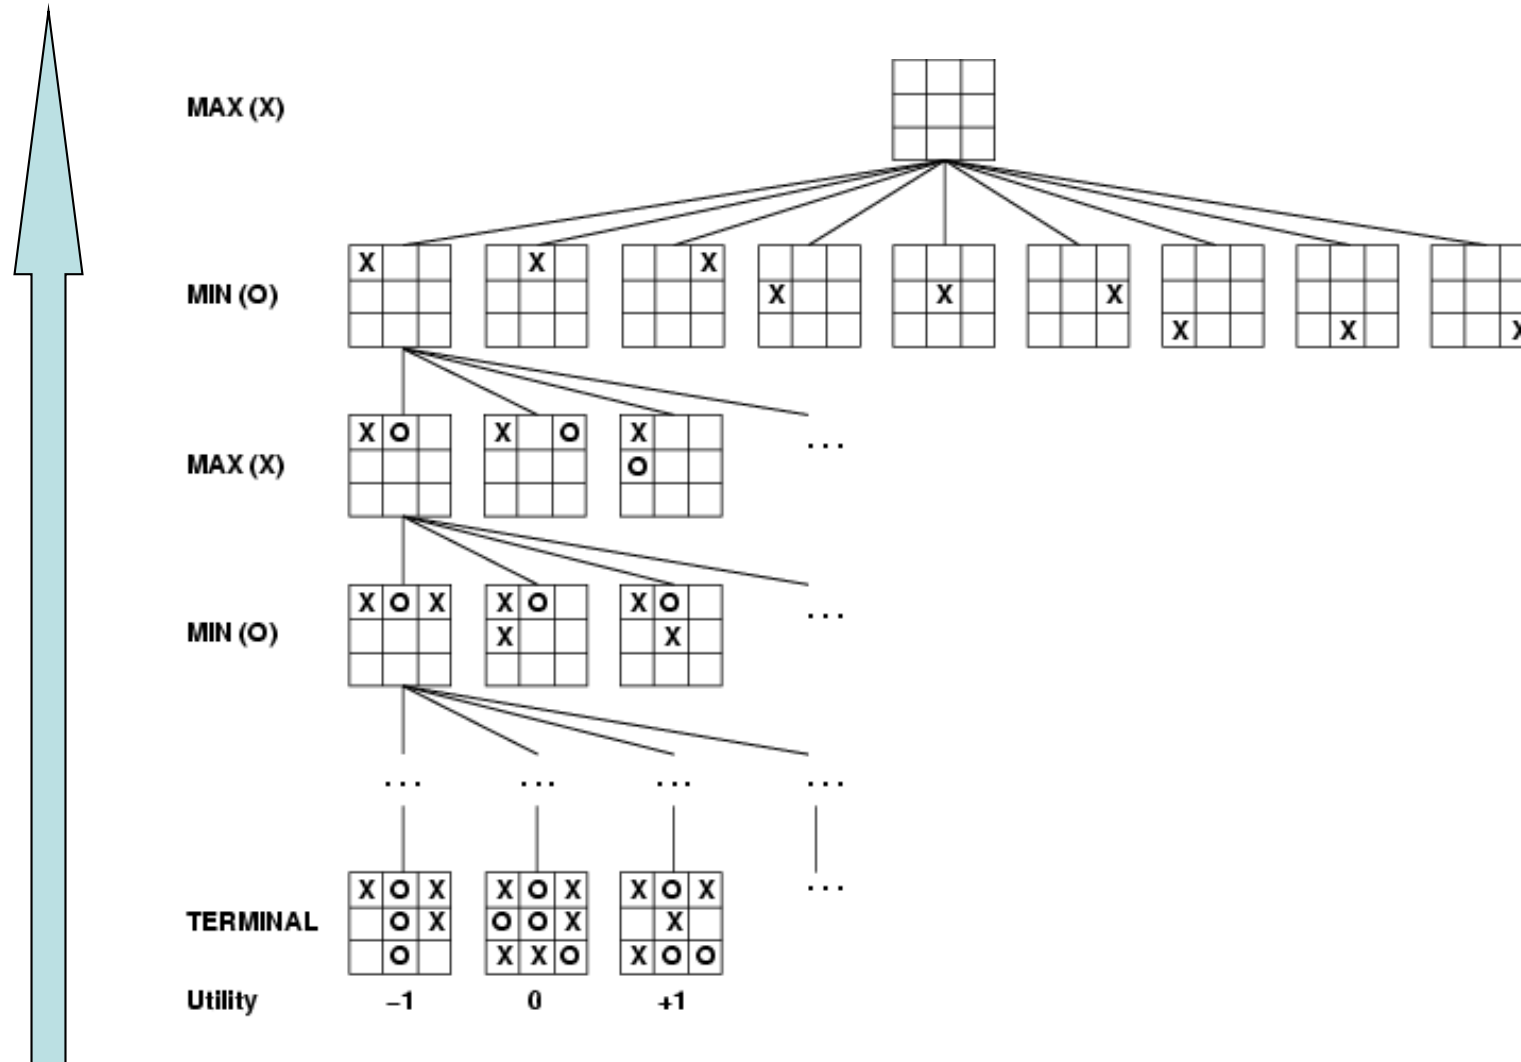 MAX (X)
X X X X X X X X X
MIN (O)
X O X O X
MAX (X)
O
...
X O X X O X O
MIN (O)
X X
...
... ... ... ...
X O X X O X X O X
...
TERMINAL
O X O O X X
O X X O X O O
Utility
−1 0 +1